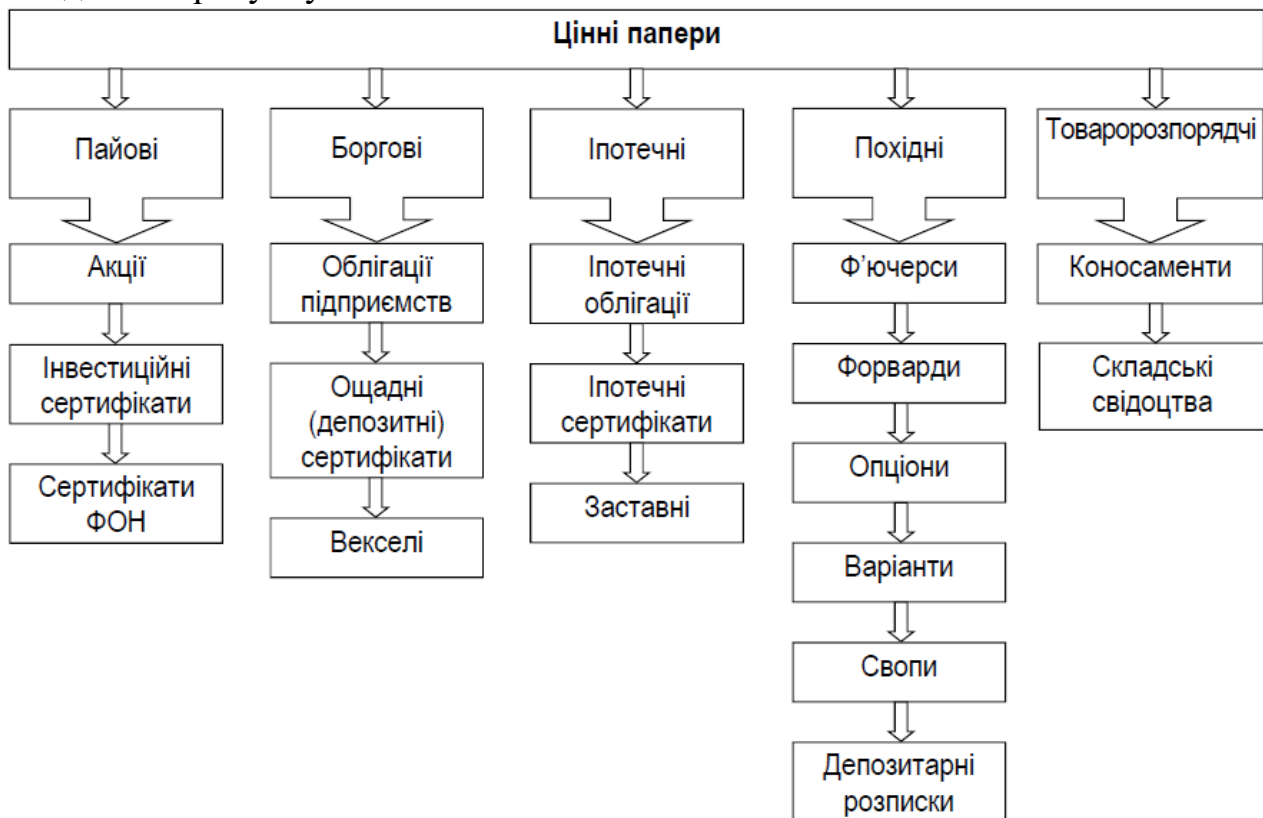 Цінні папери
Пайові
Боргові
Іпотечні
Похідні
Товаророзпорядчі
Акції
Інвестиційні
сертифікати
Сертифікати
ФОН
Облігації
підприємств
Ощадні
(депозитні)
сертифікати
Векселі
Іпотечні
облігації
Іпотечні
сертифікати
Заставні
Ф’ючерси
Форварди
Опціони
Варіанти
Свопи
Депозитарні
розписки
Коносаменти
Складські
свідоцтва